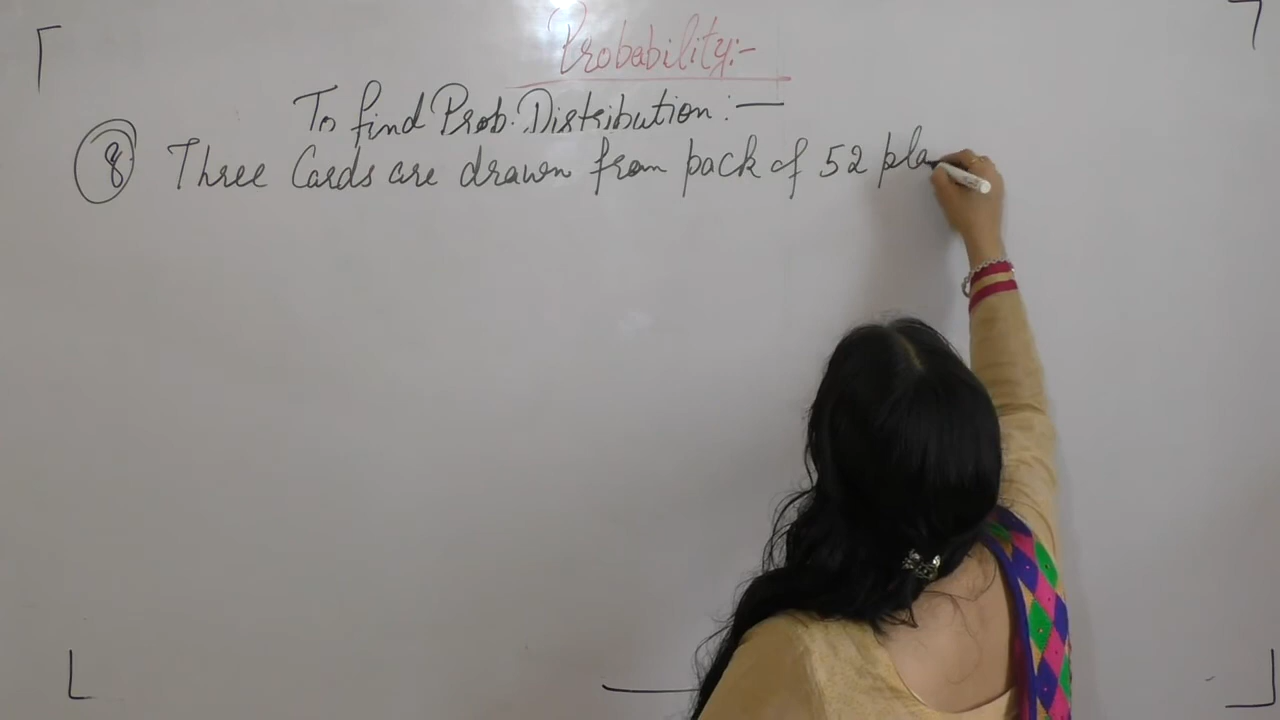 Probability:-
To find Prob. Distribution:-
8 Three Cards are drawn from pack of 52 pla